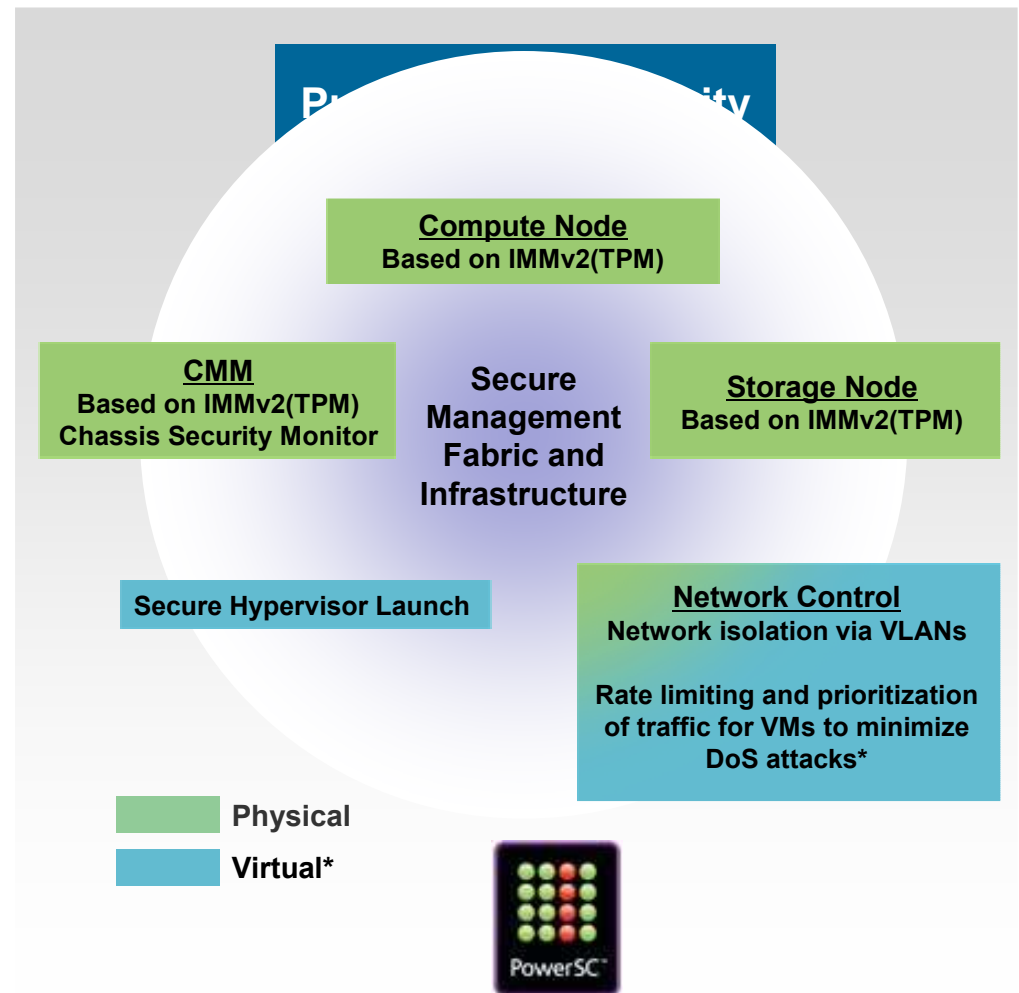 Compute Node
Based on IMMv2(TPM)
CMM
Based on IMMv2(TPM)
Chassis Security Monitor
Secure
Management
Fabric and
Infrastructure
Storage Node
Based on IMMv2(TPM)
Secure Hypervisor Launch
Network Control
Network isolation via VLANs
Rate limiting and prioritization
of traffic for VMs to minimize
DoS attacks*
Physical
Virtual*
PowerSC™